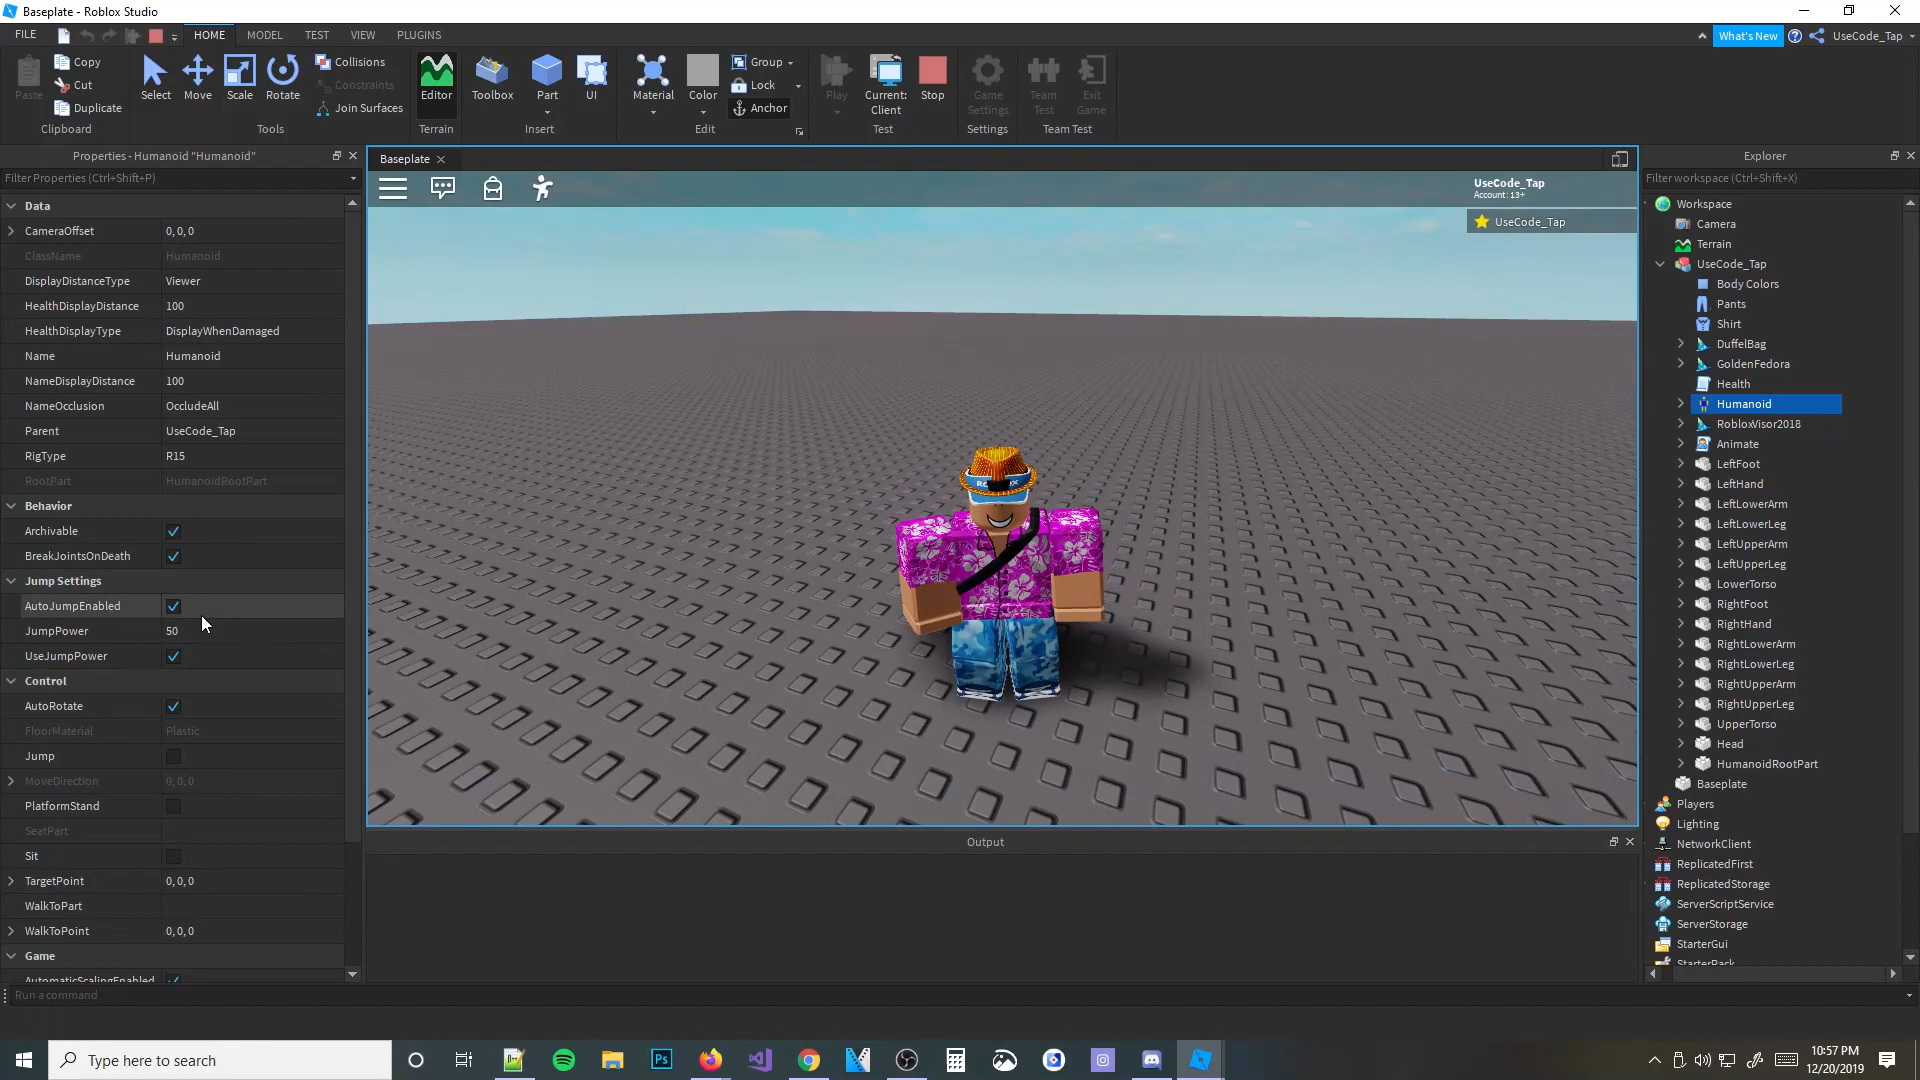 Baseplate - Roblox Studio
FILE
HOME
MODEL
TEST
VIEW
PLUGINS
What's New
UseCode_Tap
Paste
Copy
Cut
Duplicate
Clipboard
Select
Move
Scale
Rotate
Collisions
Constraints
Join Surfaces
Tools
Editor
Terrain
Toolbox
Part
UI
Insert
Material
Color
Group
Lock
Anchor
Edit
Play
Current:
Client
Stop
Test
Game
Settings
Settings
Team
Test
Exit
Game
Team Test
Properties - Humanoid "Humanoid"
Filter Properties (Ctrl+Shift+P)
Data
CameraOffset 0, 0, 0
ClassName Humanoid
DisplayDistanceType Viewer
HealthDisplayDistance 100
HealthDisplayType DisplayWhenDamaged
Name Humanoid
NameDisplayDistance 100
NameOcclusion OccludeAll
Parent UseCode_Tap
RigType R15
RootPart HumanoidRootPart
Behavior
Archivable
BreakJointsOnDeath
Jump Settings
AutoJumpEnabled
JumpPower 50
UseJumpPower
Control
AutoRotate
FloorMaterial Plastic
Jump
MoveDirection 0, 0, 0
PlatformStand
SeatPart
Sit
TargetPoint 0, 0, 0
WalkToPart
WalkToPoint 0, 0, 0
Game
AutomaticScalingEnabled
Run a command
Baseplate
UseCode_Tap
Account: 13+
UseCode_Tap
Output
Explorer
Filter workspace (Ctrl+Shift+X)
Workspace
Camera
Terrain
UseCode_Tap
Body Colors
Pants
Shirt
DuffelBag
GoldenFedora
Health
Humanoid
RobloxVisor2018
Animate
LeftFoot
LeftHand
LeftLowerArm
LeftLowerLeg
LeftUpperArm
LeftUpperLeg
LowerTorso
RightFoot
RightHand
RightLowerArm
RightLowerLeg
RightUpperArm
RightUpperLeg
UpperTorso
Head
HumanoidRootPart
Baseplate
Players
Lighting
NetworkClient
ReplicatedFirst
ReplicatedStorage
ServerScriptService
ServerStorage
StarterGui
StarterPack
Type here to search
Ps
10:57 PM
12/20/2019